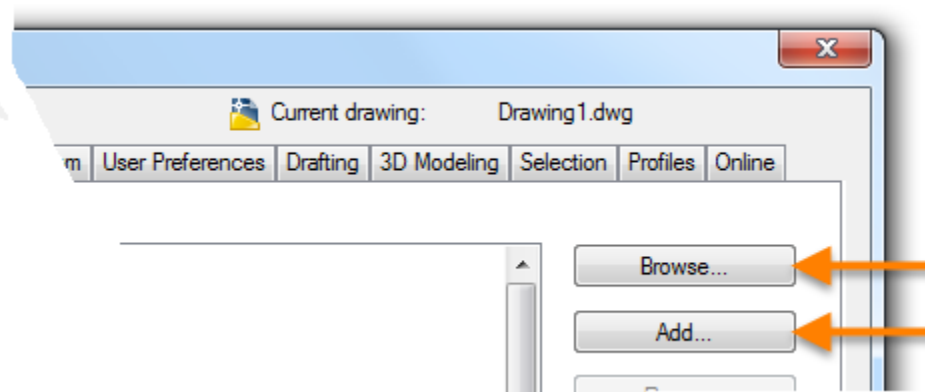 Current drawing: Drawing1.dwg
User Preferences Drafting 3D Modeling Selection Profiles Online
Browse...
Add...